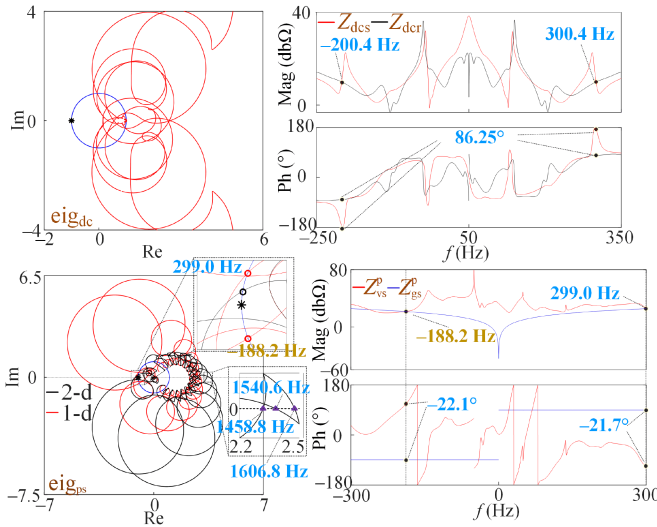 4
Im
0
−4
−2
0
6
Re
eig_dc
Z_dcs
Z_dcr
40
Mag (dbΩ)
0
−200.4 Hz
300.4 Hz
180
Ph (°)
−180
86.25°
−250
50
350
f (Hz)
6.5
Im
0
−7.5
−7
0
7
Re
2-d
1-d
eig_ps
299.0 Hz
−188.2 Hz
1540.6 Hz
0
1458.8 Hz
2.2
2.5
1606.8 Hz
80
Z^p_vs
Z^p_gs
Mag (dbΩ)
0
−60
299.0 Hz
−188.2 Hz
180
Ph (°)
0
−180
−22.1°
−21.7°
−300
0
300
f (Hz)